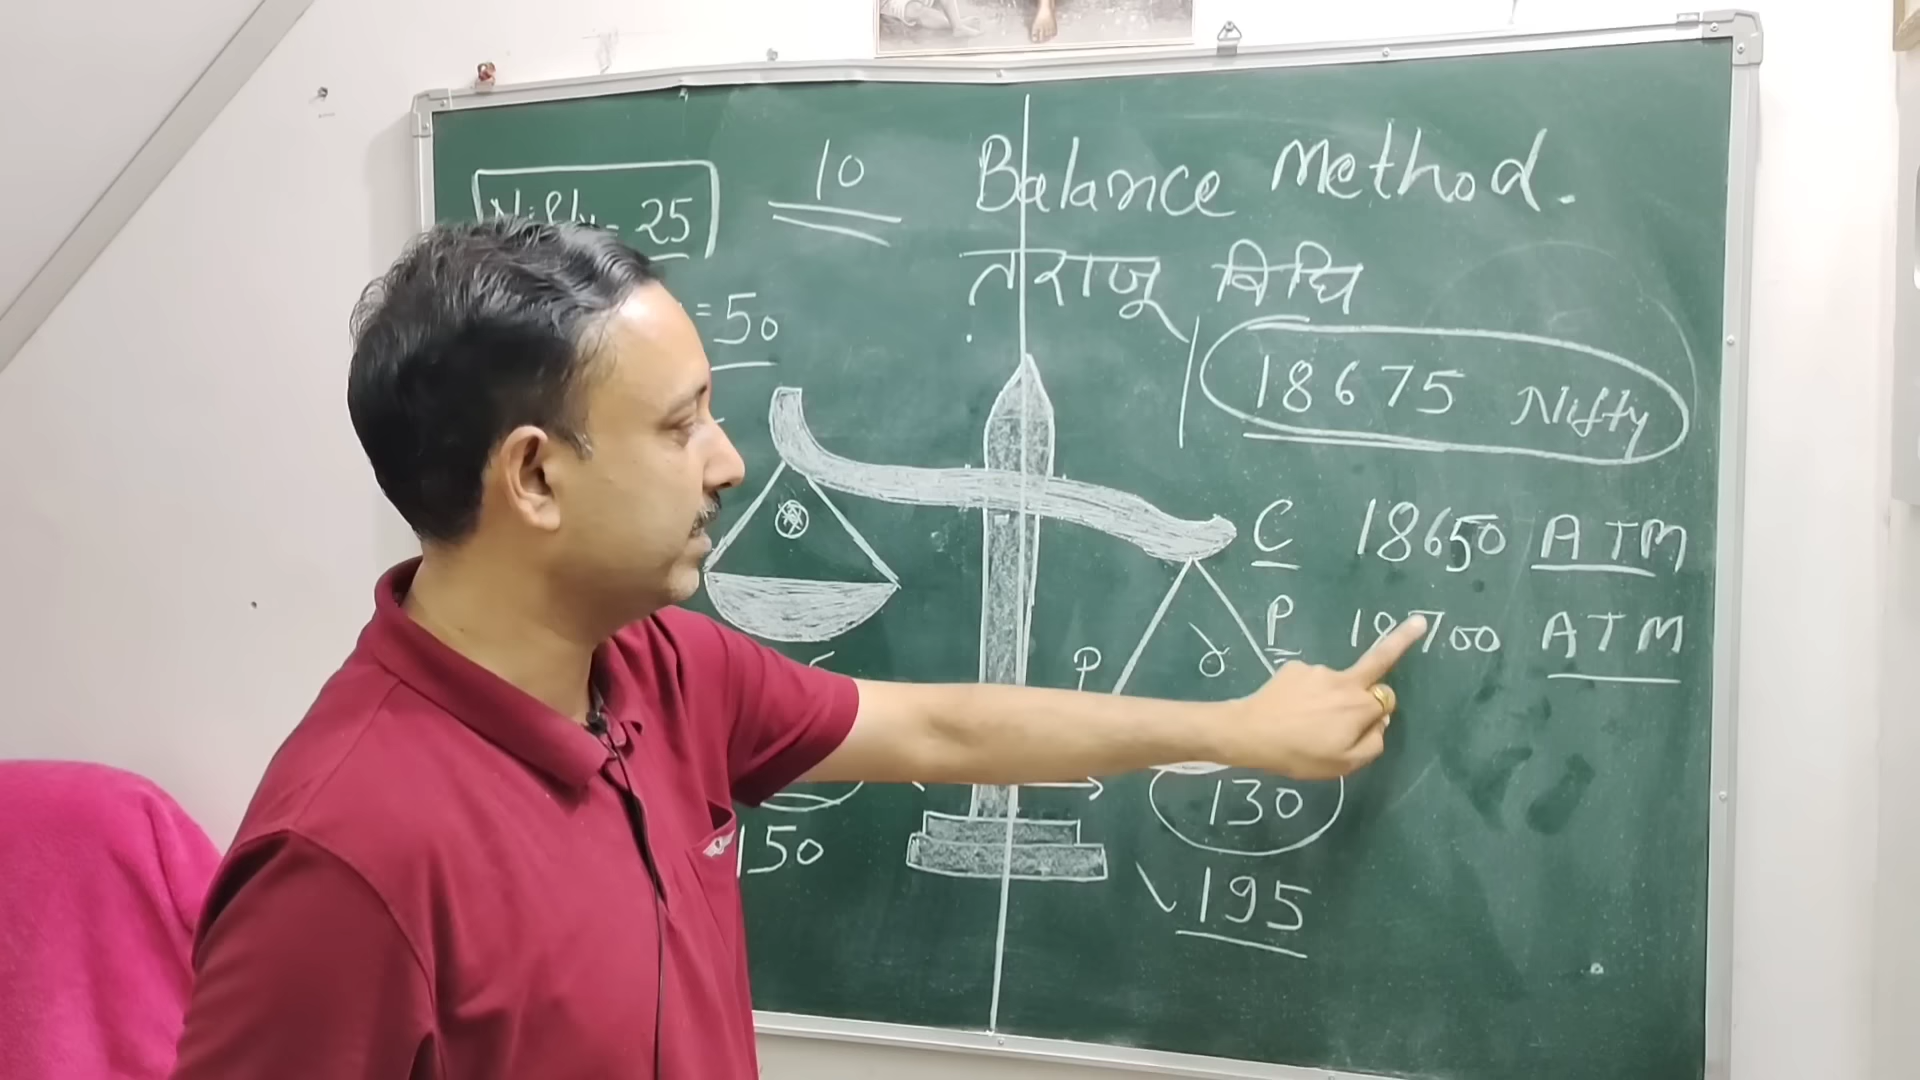 Nifty = 25
10
Balance Method.
तराजू विधि
= 50
18675 Nifty
C 18650 ATM
P 18700 ATM
P
130
150
195